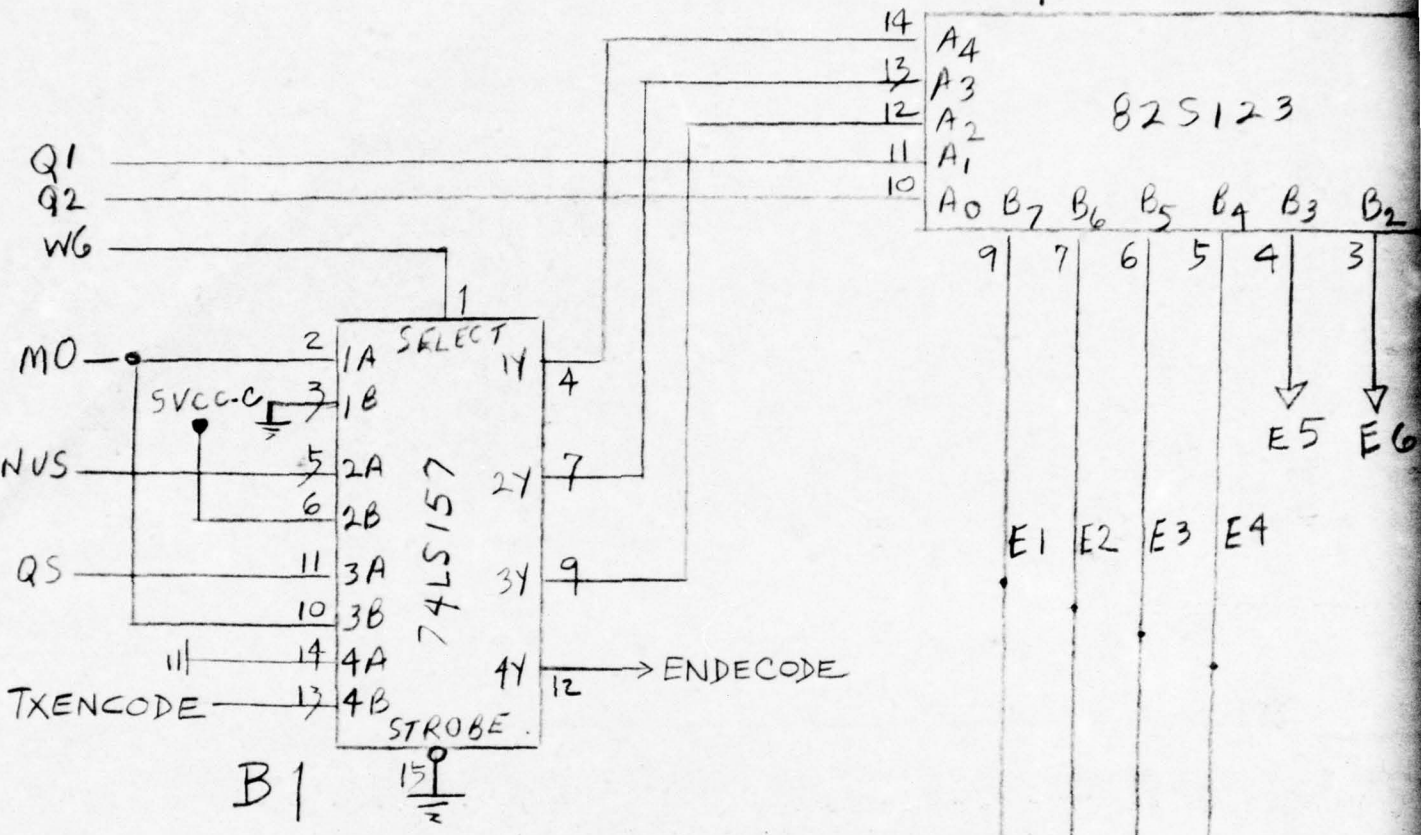 14 A4
13 A3
82S123
12 A2
Q1 11 A1
Q2 10 A0 B7 B6 B5 B4 B3 B2
WG 9 7 6 5 4 3
1
SELECT
MO 2 1A 1Y 4
5VCC-C 3 1B
E5 E6
NVS 5 2A 2Y 7
6 2B
74LS157
E1 E2 E3 E4
QS 11 3A 3Y 9
10 3B
11 14 4A 4Y 12 ENDECODE
TXENCODE 13 4B
STROBE
B1 15